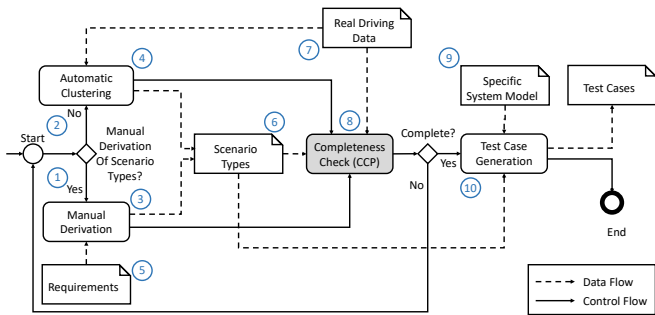 Real Driving
Data
7
4
Automatic
Clustering
No
2
Start
Manual
Derivation
Of Scenario
Types?
1
Yes
3
Manual
Derivation
5
Requirements
6
Scenario
Types
8
Completeness
Check (CCP)
Complete?
Yes
No
9
Specific
System Model
Test Cases
Test Case
Generation
10
End
Data Flow
Control Flow